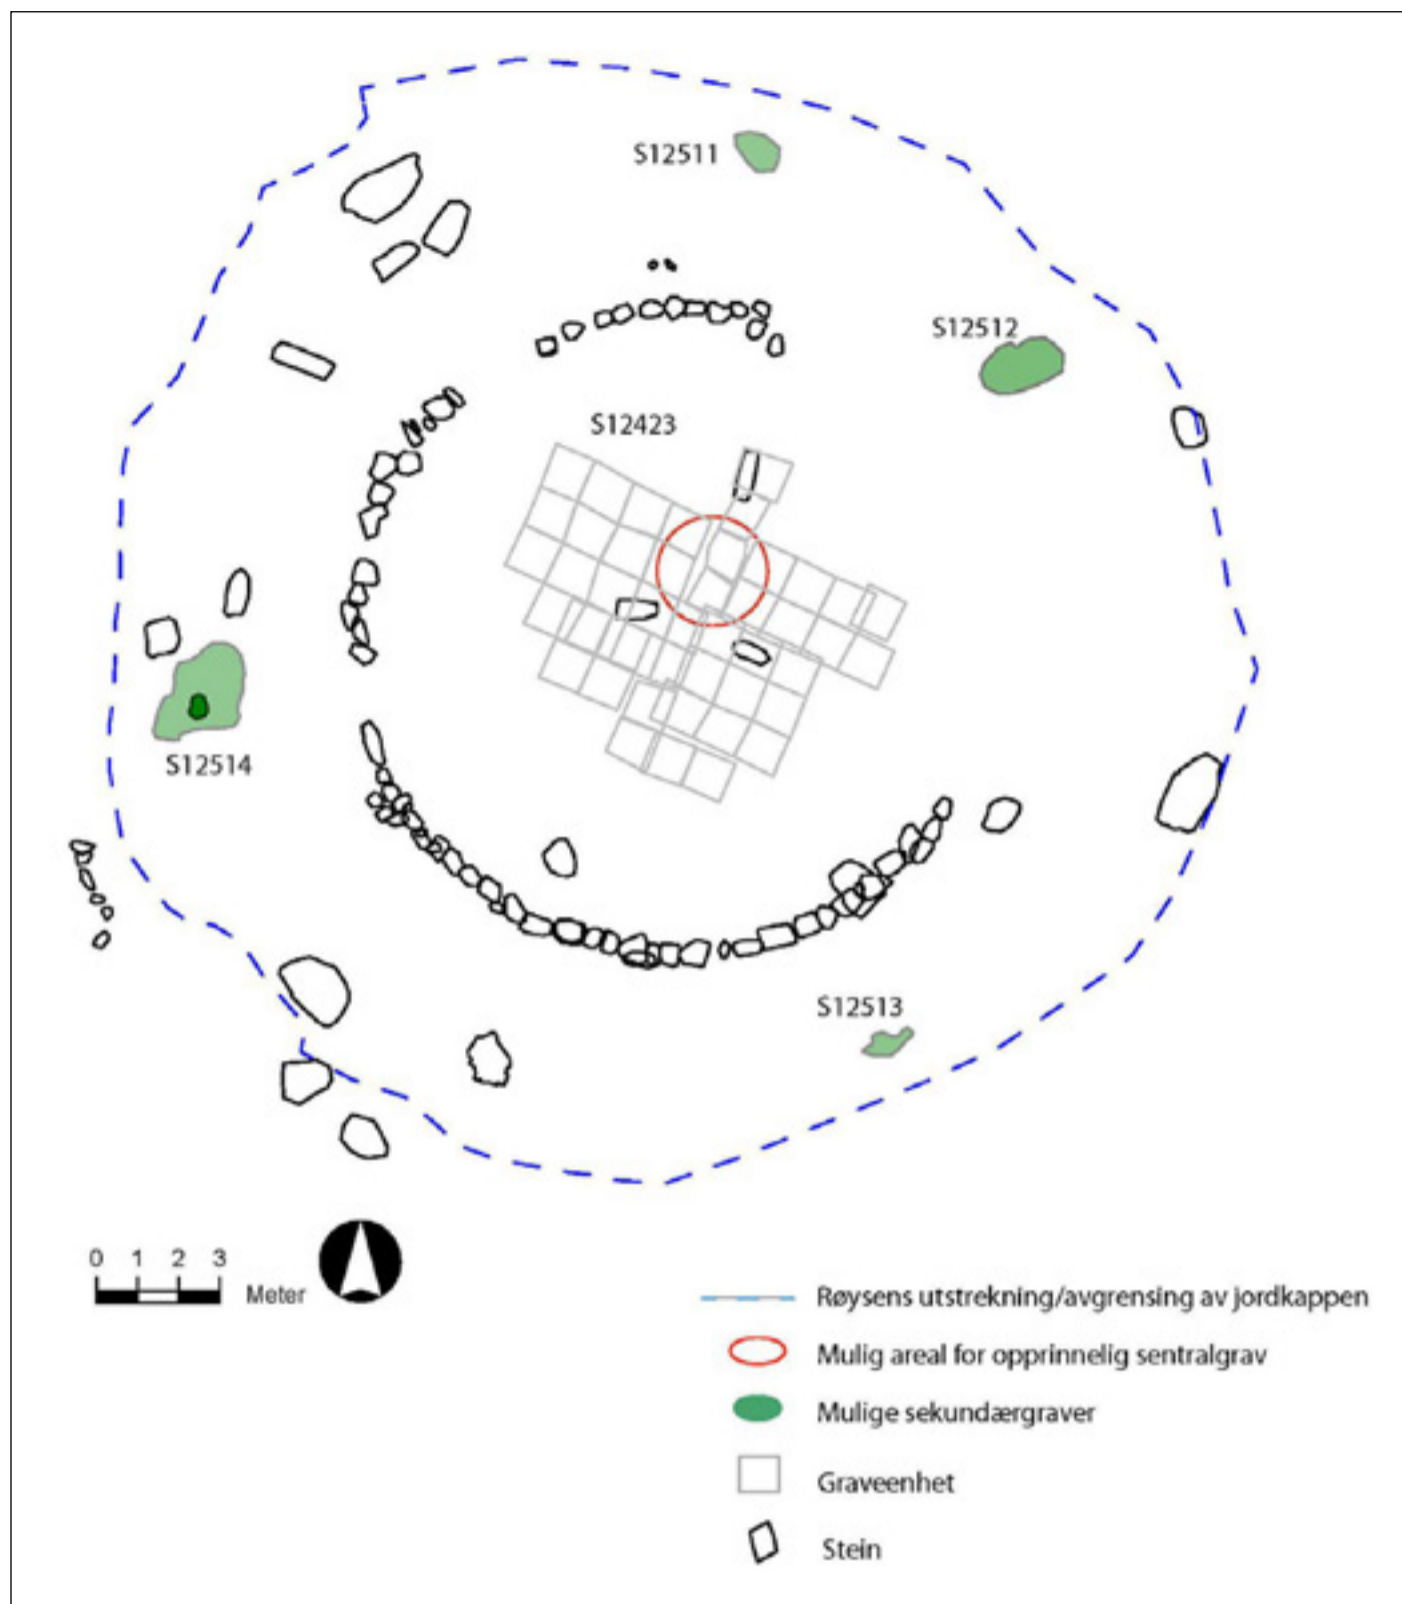 S12511
S12512
S12423
S12514
S12513
0 1 2 3
Meter
Røysens utstrekning/avgrensing av jordkappen
Mulig areal for opprinnelig sentralgrav
Mulige sekundærgraver
Graveenhet
Stein